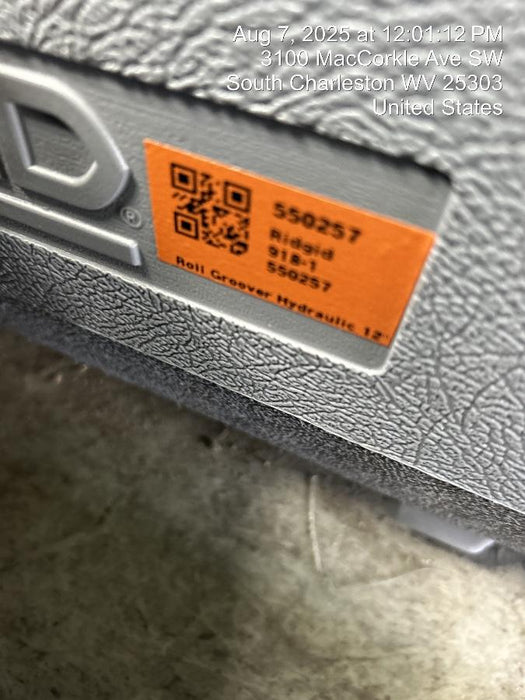 Aug 7, 2025 at 12:01:12 PM
3100 MacCorkle Ave SW
South Charleston WV 25303
United States
D
®
550257
Ridgid
918-1
550257
Roll Groover Hydraulic 12"